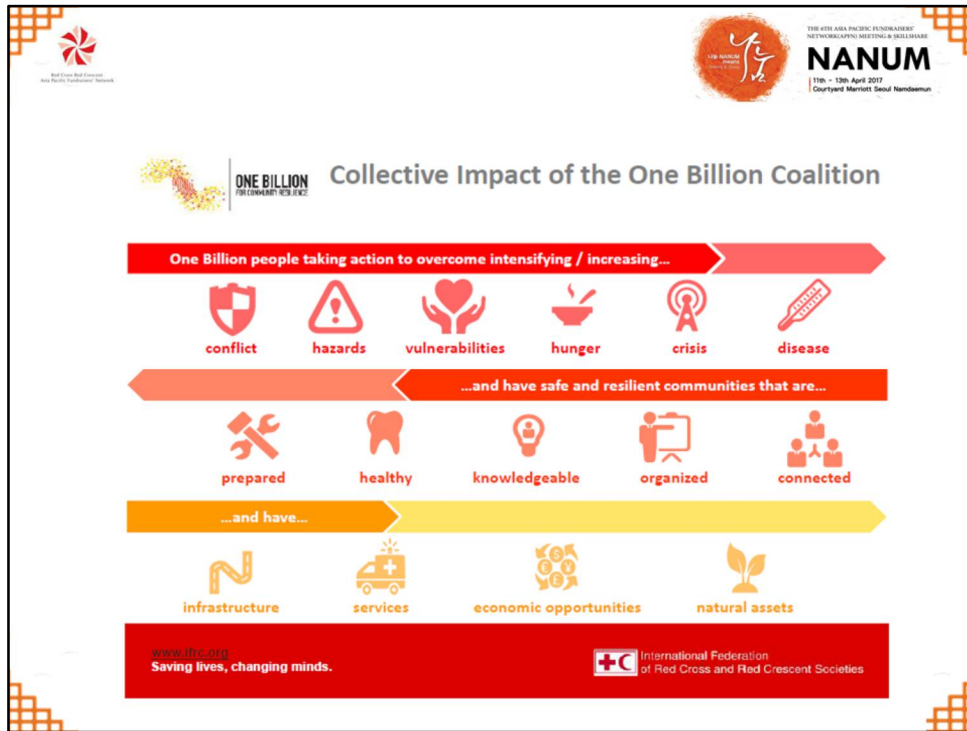 Red Cross Red Crescent
Asia Pacific Fundraisers' Network
THE 6TH ASIA PACIFIC FUNDRAISERS'
NETWORK(APFN) MEETING & SKILLSHARE
NANUM
11th - 13th April 2017
Courtyard Marriott Seoul Namdaemun
ONE BILLION
FOR COMMUNITY RESILIENCE
Collective Impact of the One Billion Coalition
One Billion people taking action to overcome intensifying / increasing...
conflict hazards vulnerabilities hunger crisis disease
...and have safe and resilient communities that are...
prepared healthy knowledgeable organized connected
...and have...
infrastructure services economic opportunities natural assets
www.ifrc.org
Saving lives, changing minds.
International Federation
of Red Cross and Red Crescent Societies